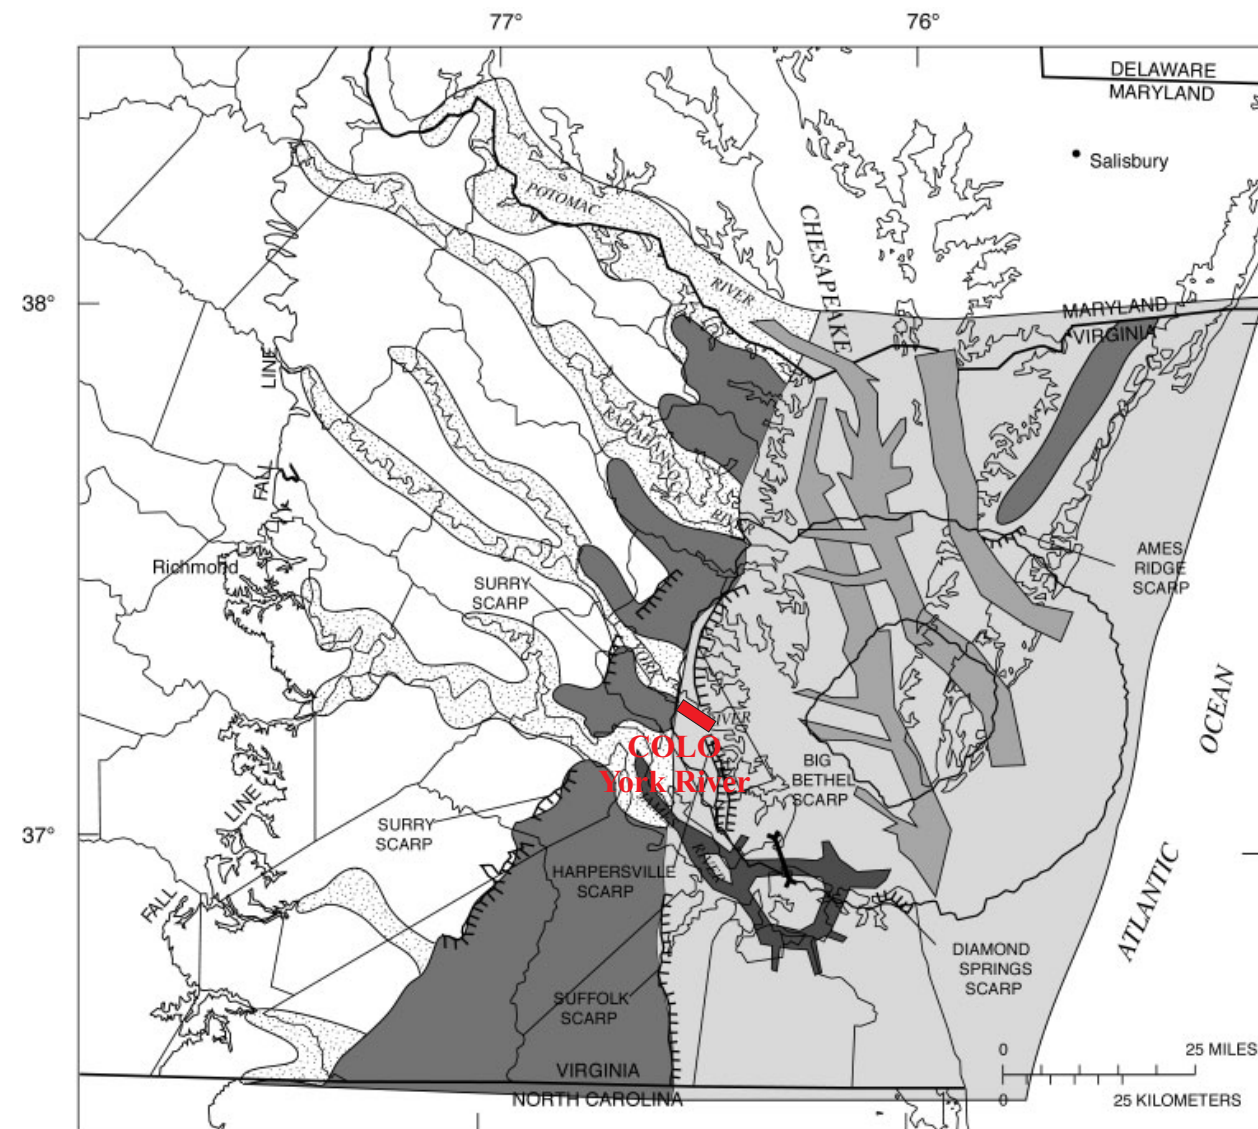 77°
76°
DELAWARE
MARYLAND
Salisbury
POTOMAC
RIVER
CHESAPEAKE
38°
MARYLAND
VIRGINIA
LINE
FALL
RAPPAHANNOCK
RIVER
Richmond
SURRY
SCARP
AMES
RIDGE
SCARP
YORK
RIVER
COLO
York River
BIG
BETHEL
SCARP
OCEAN
ATLANTIC
37°
LINE
FALL
SURRY
SCARP
HARPERSVILLE
SCARP
RIVER
DIAMOND
SPRINGS
SCARP
SUFFOLK
SCARP
VIRGINIA
NORTH CAROLINA
0
25 MILES
0
25 KILOMETERS